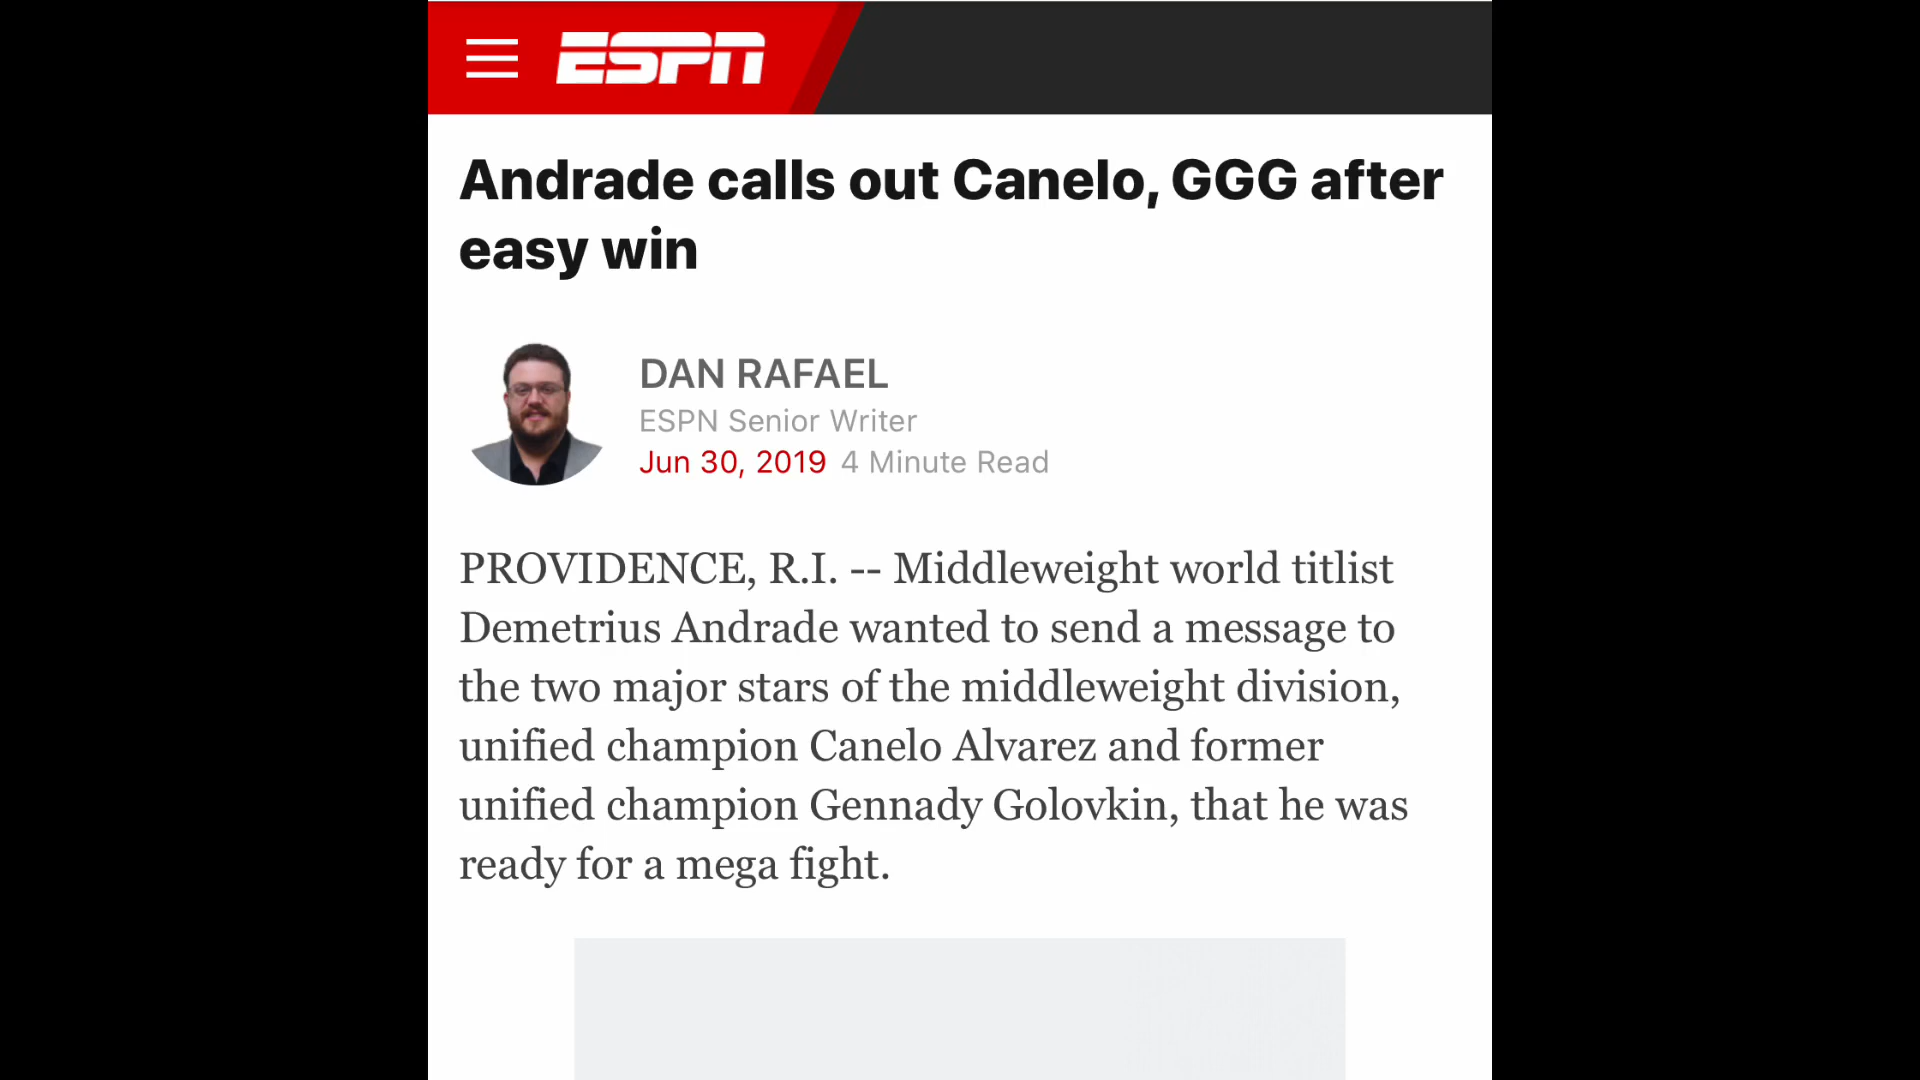 ESPN
Andrade calls out Canelo, GGG after
easy win
DAN RAFAEL
ESPN Senior Writer
Jun 30, 2019 4 Minute Read
PROVIDENCE, R.I. -- Middleweight world titlist
Demetrius Andrade wanted to send a message to
the two major stars of the middleweight division,
unified champion Canelo Alvarez and former
unified champion Gennady Golovkin, that he was
ready for a mega fight.